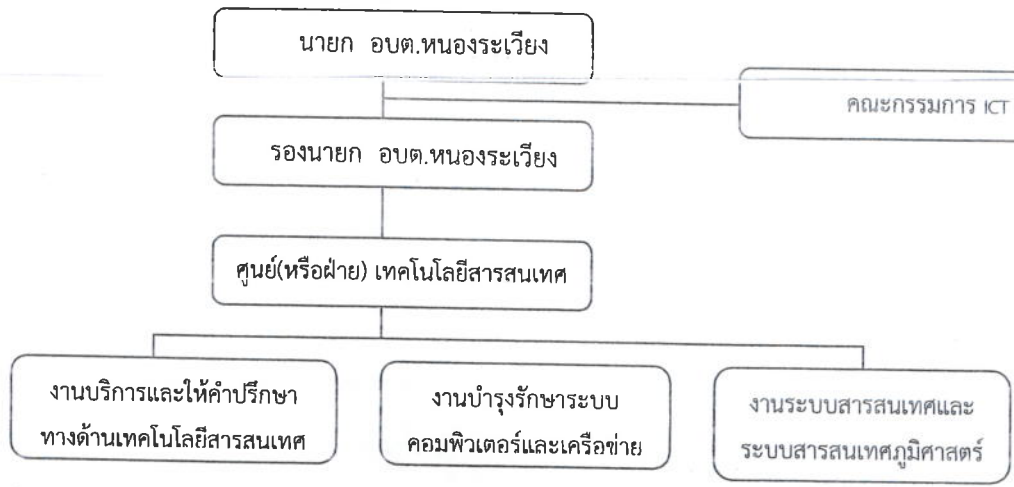 นายก อบต.หนองระเวียง
คณะกรรมการ ICT
รองนายก อบต.หนองระเวียง
ศูนย์(หรือฝ่าย) เทคโนโลยีสารสนเทศ
งานบริการและให้คำปรึกษา
ทางด้านเทคโนโลยีสารสนเทศ
งานบำรุงรักษาระบบ
คอมพิวเตอร์และเครือข่าย
งานระบบสารสนเทศและ
ระบบสารสนเทศภูมิศาสตร์